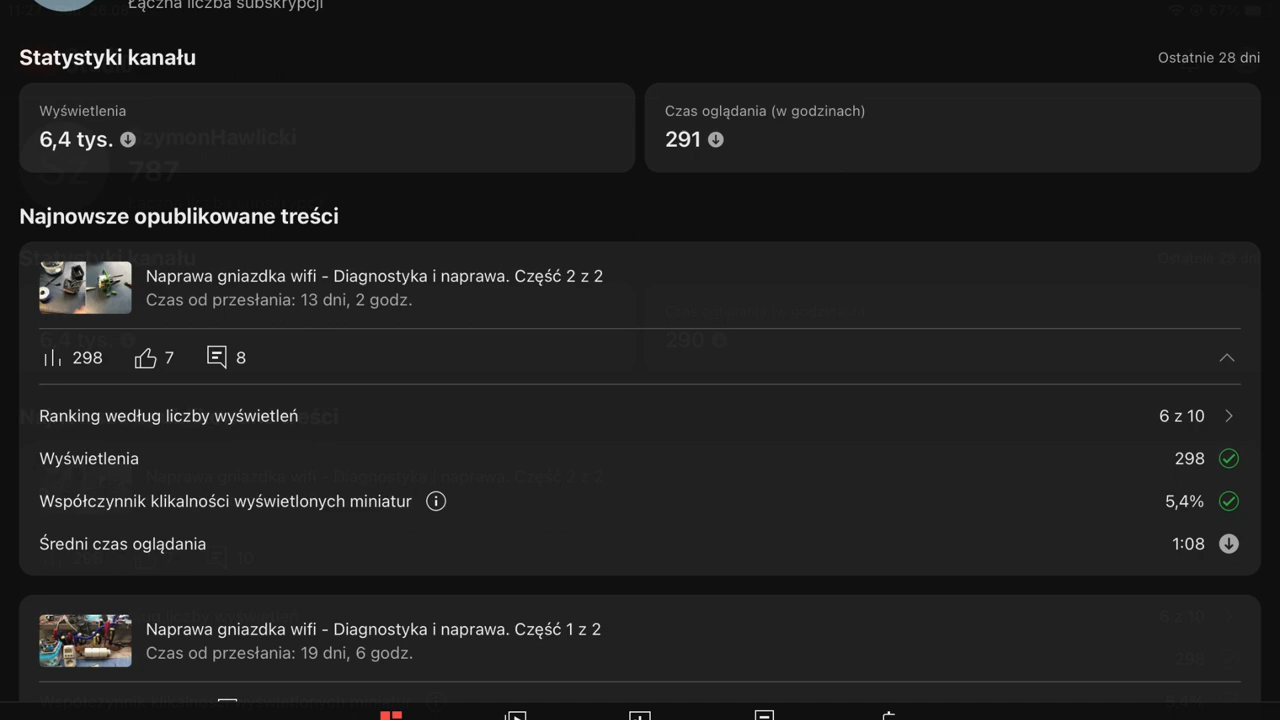 Łączna liczba subskrypcji
Statystyki kanału
Ostatnie 28 dni
Wyświetlenia
6,4 tys.
Czas oglądania (w godzinach)
291
SzymonHawlicki
787
Najnowsze opublikowane treści
Naprawa gniazdka wifi - Diagnostyka i naprawa. Część 2 z 2
Czas od przesłania: 13 dni, 2 godz.
290
298
7
8
Ranking według liczby wyświetleń
6 z 10
Wyświetlenia
298
Współczynnik klikalności wyświetlonych miniatur
5,4%
Średni czas oglądania
1:08
Naprawa gniazdka wifi - Diagnostyka i naprawa. Część 1 z 2
Czas od przesłania: 19 dni, 6 godz.